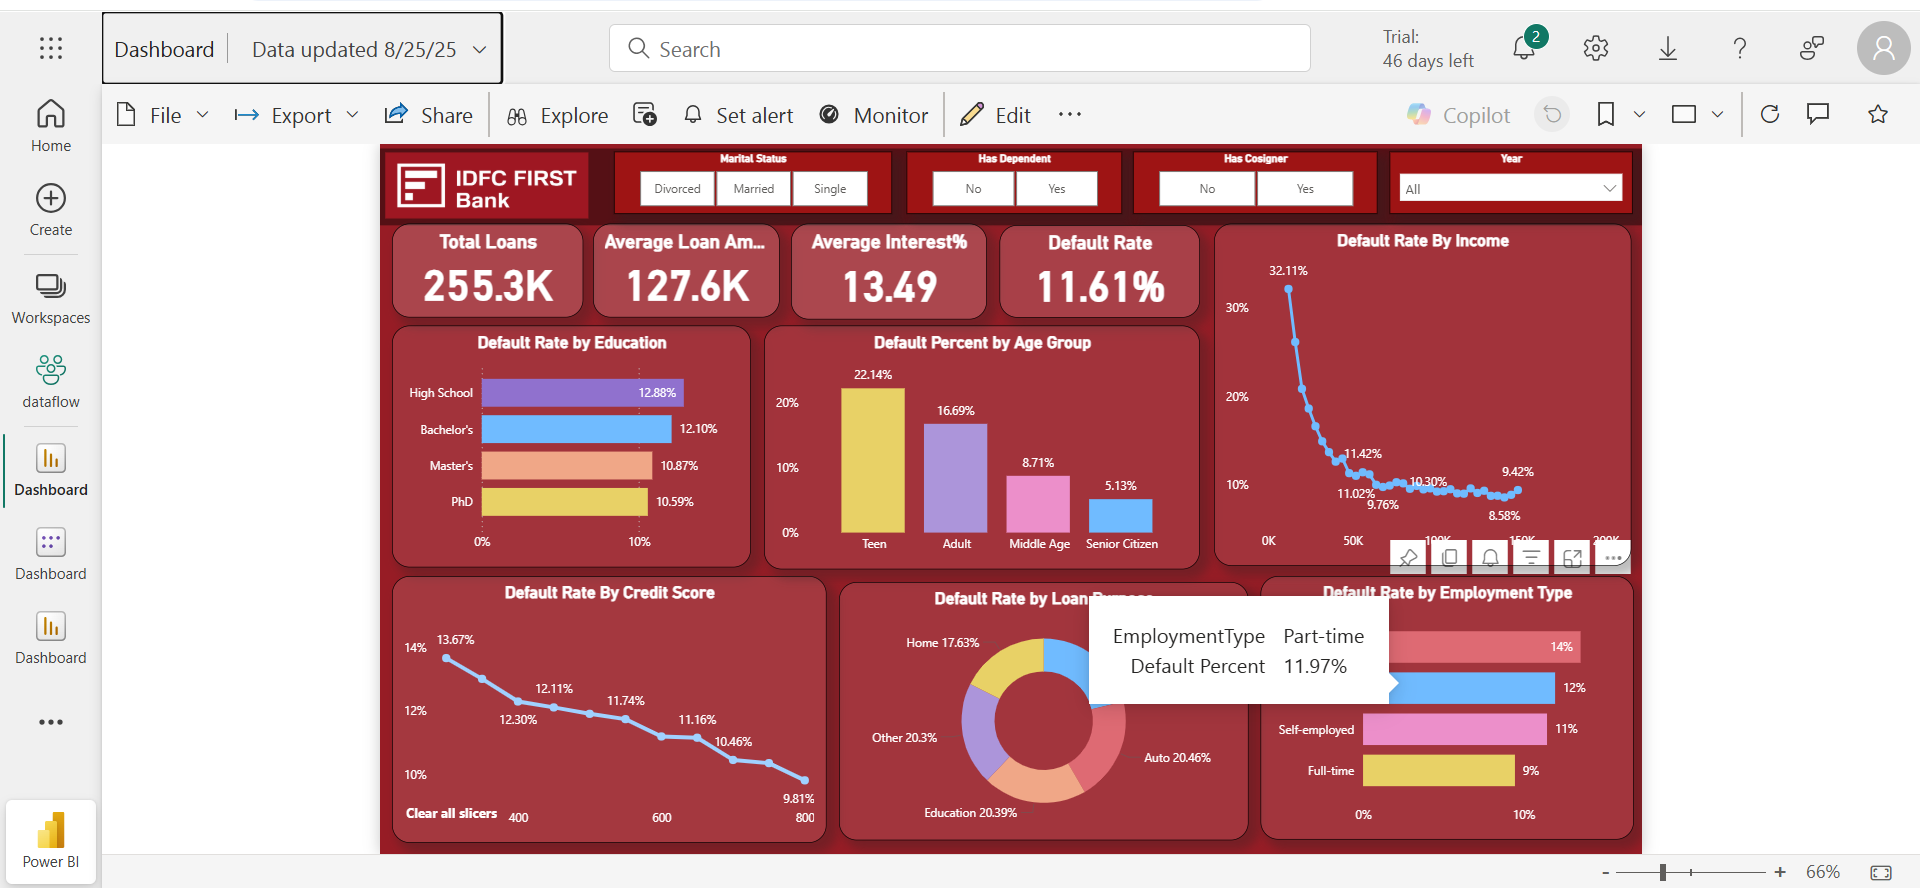 Dashboard
Data updated 8/25/25
Search
Trial:
46 days left
2
File
Export
Share
Explore
Set alert
Monitor
Edit
Copilot
Home
Create
Workspaces
dataflow
Dashboard
Dashboard
Dashboard
Power BI
IDFC FIRST
Bank
Marital Status
Divorced
Married
Single
Has Dependent
No
Yes
Has Cosigner
No
Yes
Year
All
Total Loans
255.3K
Average Loan Am...
127.6K
Average Interest%
13.49
Default Rate
11.61%
Default Rate By Income
32.11%
30%
20%
10%
11.42%
11.02%
9.76%
10.30%
9.42%
8.58%
0K
50K
100K
150K
200K
Default Rate by Education
High School
12.88%
Bachelor's
12.10%
Master's
10.87%
PhD
10.59%
0%
10%
Default Percent by Age Group
20%
10%
0%
22.14%
16.69%
8.71%
5.13%
Teen
Adult
Middle Age
Senior Citizen
Default Rate By Credit Score
14%
12%
10%
13.67%
12.30%
12.11%
11.74%
11.16%
10.46%
9.81%
Clear all slicers
400
600
800
Default Rate by Loan Purpose
Home 17.63%
Other 20.3%
Education 20.39%
Auto 20.46%
EmploymentType Part-time
Default Percent 11.97%
Default Rate by Employment Type
14%
12%
Self-employed
11%
Full-time
9%
0%
10%
66%